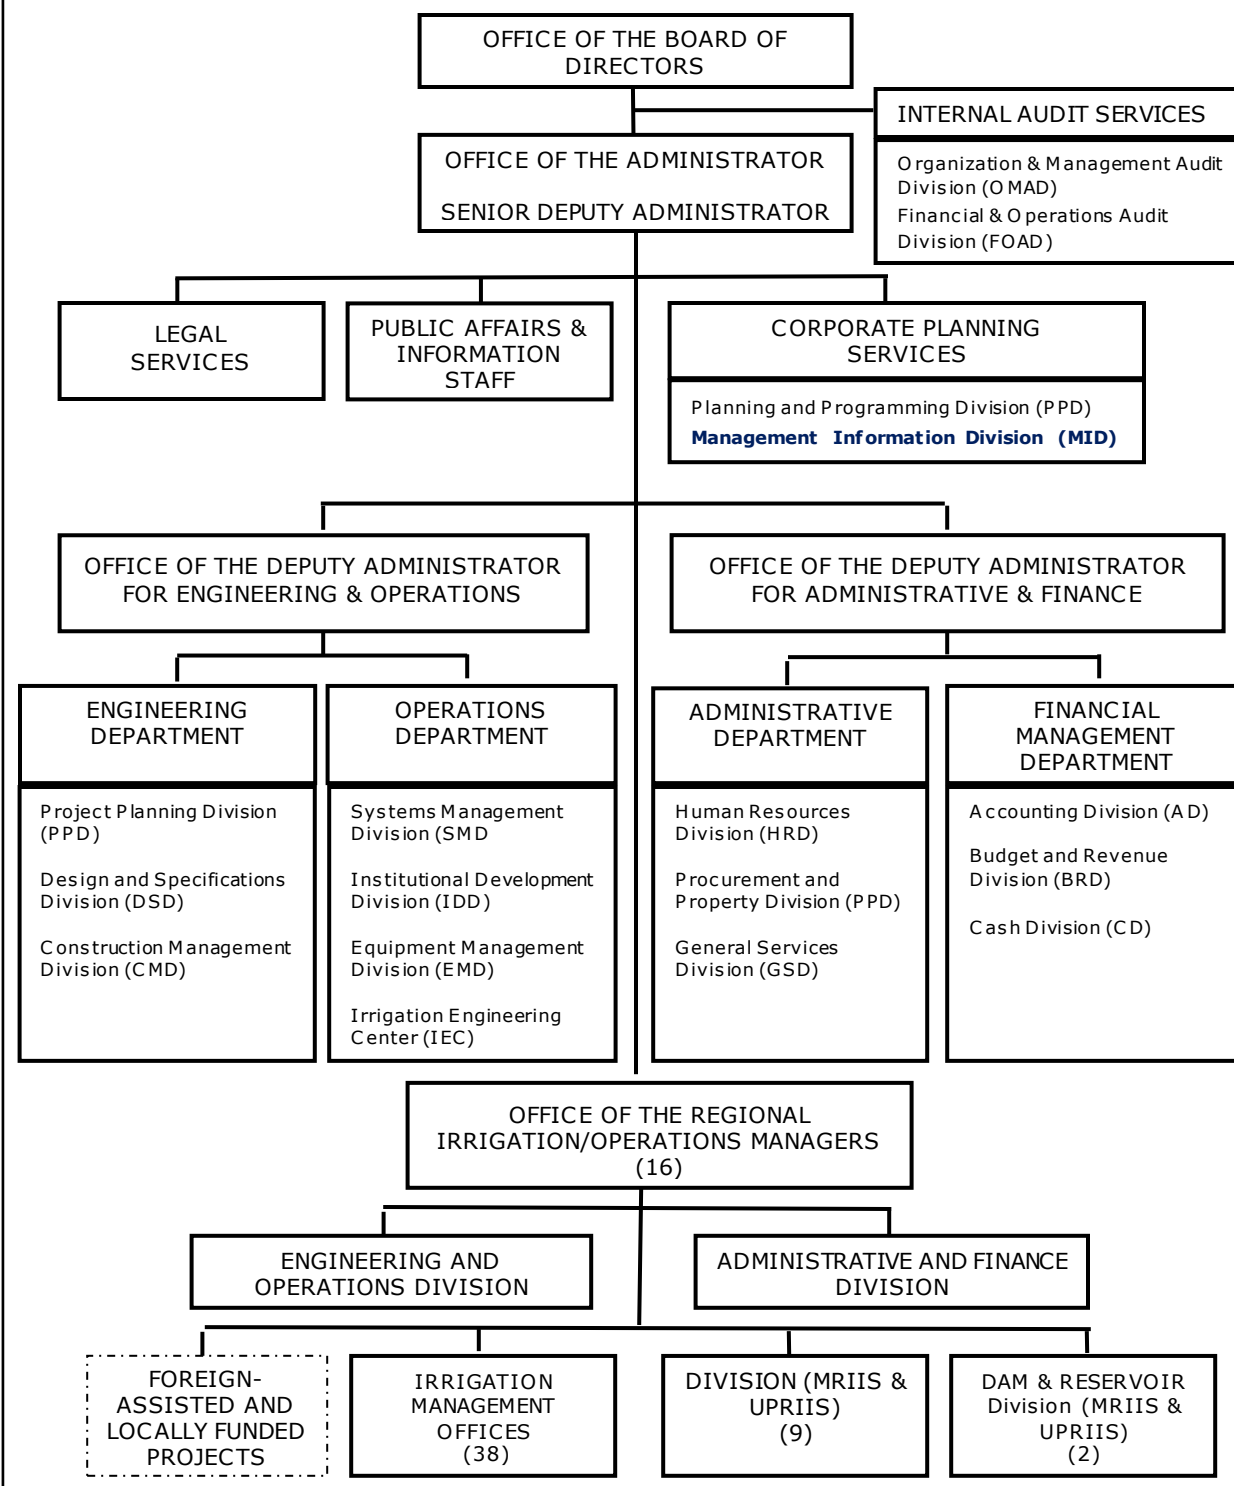 OFFICE OF THE BOARD OF
DIRECTORS
INTERNAL AUDIT SERVICES
Organization & Management Audit
Division (OMAD)
Financial & Operations Audit
Division (FOAD)
OFFICE OF THE ADMINISTRATOR
SENIOR DEPUTY ADMINISTRATOR
LEGAL
SERVICES
PUBLIC AFFAIRS &
INFORMATION
STAFF
CORPORATE PLANNING
SERVICES
Planning and Programming Division (PPD)
Management Information Division (MID)
OFFICE OF THE DEPUTY ADMINISTRATOR
FOR ENGINEERING & OPERATIONS
OFFICE OF THE DEPUTY ADMINISTRATOR
FOR ADMINISTRATIVE & FINANCE
ENGINEERING
DEPARTMENT
Project Planning Division
(PPD)
Design and Specifications
Division (DSD)
Construction Management
Division (CMD)
OPERATIONS
DEPARTMENT
Systems Management
Division (SMD
Institutional Development
Division (IDD)
Equipment Management
Division (EMD)
Irrigation Engineering
Center (IEC)
ADMINISTRATIVE
DEPARTMENT
Human Resources
Division (HRD)
Procurement and
Property Division (PPD)
General Services
Division (GSD)
FINANCIAL
MANAGEMENT
DEPARTMENT
Accounting Division (AD)
Budget and Revenue
Division (BRD)
Cash Division (CD)
OFFICE OF THE REGIONAL
IRRIGATION/OPERATIONS MANAGERS
(16)
ENGINEERING AND
OPERATIONS DIVISION
ADMINISTRATIVE AND FINANCE
DIVISION
FOREIGN-
ASSISTED AND
LOCALLY FUNDED
PROJECTS
IRRIGATION
MANAGEMENT
OFFICES
(38)
DIVISION (MRIIS &
UPRIIS)
(9)
DAM & RESERVOIR
Division (MRIIS &
UPRIIS)
(2)